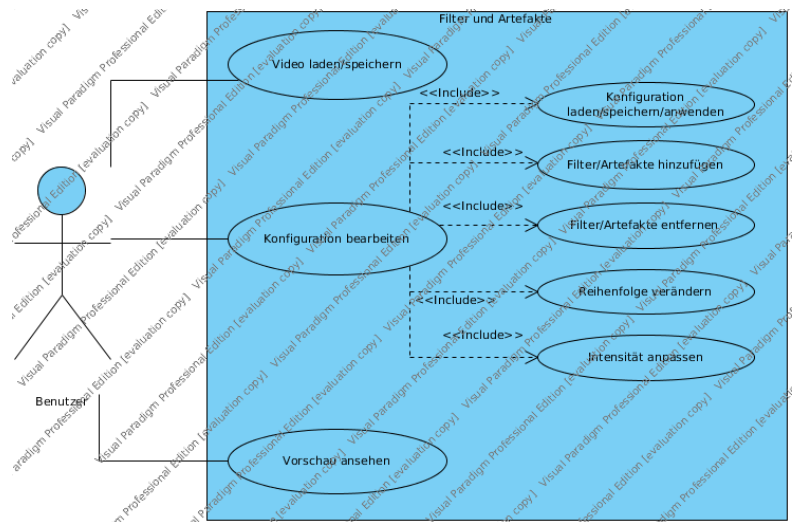 Filter und Artefakte
Video laden/speichern
<<Include>>
Konfiguration
laden/speichern/anwenden
<<Include>>
Filter/Artefakte hinzufügen
<<Include>>
Filter/Artefakte entfernen
Konfiguration bearbeiten
<<Include>>
Reihenfolge verändern
<<Include>>
Intensität anpassen
Benutzer
Vorschau ansehen
Visual Paradigm Professional Edition [evaluation copy]